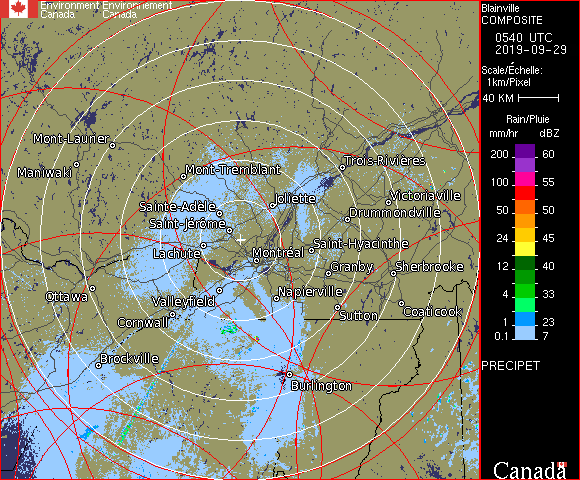 Environment Environnement
Canada Canada
Blainville
COMPOSITE
0540 UTC
2019-09-29
Scale/Échelle:
1km/Pixel
40 KM
Rain/Pluie
mm/hr dBZ
200 60
100 55
50 50
24 45
12 40
4 33
1 23
0.1 7
PRECIPET
Canada
Mont-Laurier
Maniwaki
Mont-Tremblant
Trois-Rivières
Sainte-Adèle
Joliette
Victoriaville
Drummondville
Saint-Jérôme
Saint-Hyacinthe
Lachute
Montréal
Granby
Sherbrooke
Ottawa
Valleyfield
Napierville
Cornwall
Sutton
Coaticook
Brockville
Burlington